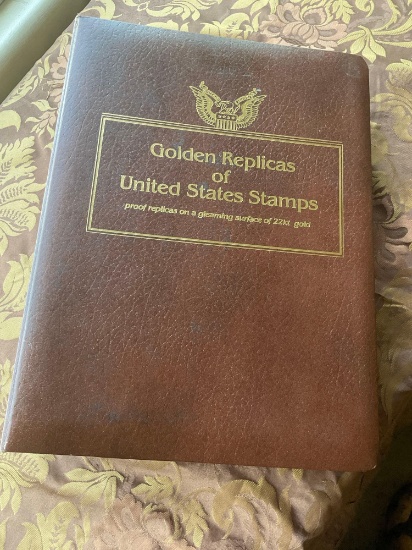 Golden Replicas
of
United States Stamps
proof replicas on a gleaming surface of 22kt. gold